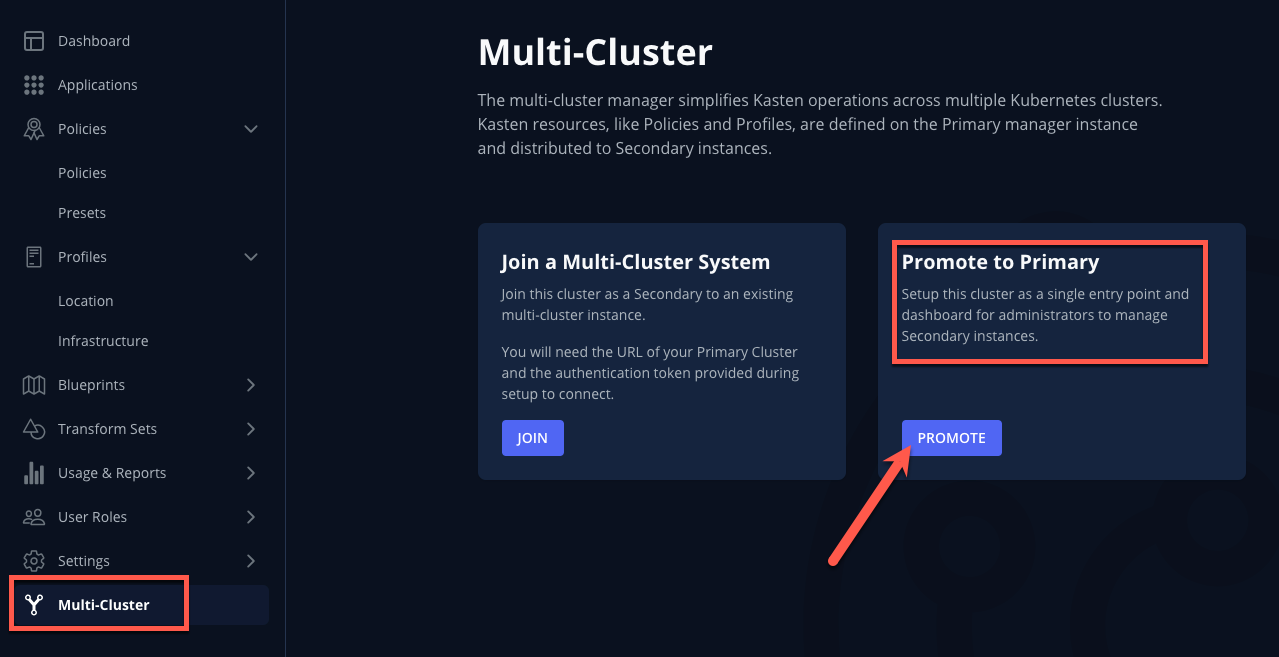 Dashboard
Applications
Policies
Policies
Presets
Profiles
Location
Infrastructure
Blueprints
Transform Sets
Usage & Reports
User Roles
Settings
Multi-Cluster
Multi-Cluster
The multi-cluster manager simplifies Kasten operations across multiple Kubernetes clusters.
Kasten resources, like Policies and Profiles, are defined on the Primary manager instance
and distributed to Secondary instances.
Join a Multi-Cluster System
Join this cluster as a Secondary to an existing
multi-cluster instance.
You will need the URL of your Primary Cluster
and the authentication token provided during
setup to connect.
JOIN
Promote to Primary
Setup this cluster as a single entry point and
dashboard for administrators to manage
Secondary instances.
PROMOTE